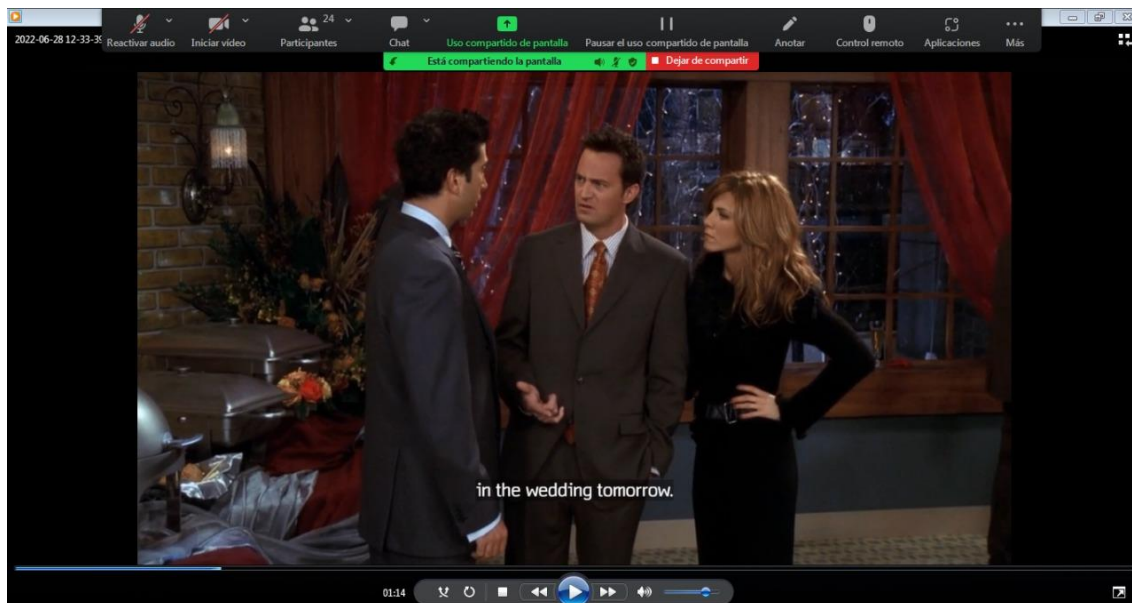 24
Reactivar audio Iniciar vídeo Participantes Chat Uso compartido de pantalla Pausar el uso compartido de pantalla Anotar Control remoto Aplicaciones Más
2022-06-28 12-33-39
Está compartiendo la pantalla Dejar de compartir
in the wedding tomorrow.
01:14